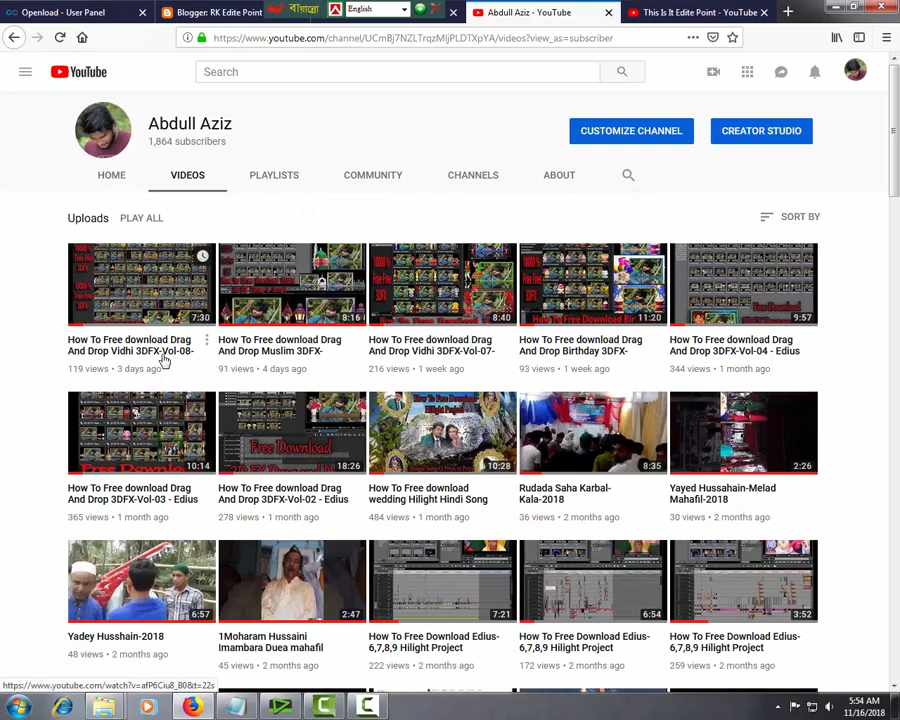 Openload - User Panel
Blogger: RK Edite Point
বায়ান্নো
English
Abdull Aziz - YouTube
This Is It Edite Point - YouTube
https://www.youtube.com/channel/UCmBj7NZLTrqzMljPLDTXpYA/videos?view_as=subscriber
YouTube
Search
Abdull Aziz
1,864 subscribers
CUSTOMIZE CHANNEL
CREATOR STUDIO
HOME
VIDEOS
PLAYLISTS
COMMUNITY
CHANNELS
ABOUT
Uploads
PLAY ALL
SORT BY
7:30
8:16
8:40
11:20
9:57
How To Free download Drag
And Drop Vidhi 3DFX-Vol-08-
119 views • 3 days ago
How To Free download Drag
And Drop Muslim 3DFX-
91 views • 4 days ago
How To Free download Drag
And Drop Vidhi 3DFX-Vol-07-
216 views • 1 week ago
How To Free download Drag
And Drop Birthday 3DFX-
93 views • 1 week ago
How To Free download Drag
And Drop 3DFX-Vol-04 - Edius
344 views • 1 month ago
Free Downlo
10:14
Free Download
18:26
10:28
8:35
2:26
How To Free download Drag
And Drop 3DFX-Vol-03 - Edius
365 views • 1 month ago
How To Free download Drag
And Drop 3DFX-Vol-02 - Edius
278 views • 1 month ago
How To Free download
wedding Hilight Hindi Song
484 views • 1 month ago
Rudada Saha Karbal-
Kala-2018
36 views • 2 months ago
Yayed Hussahain-Melad
Mahafil-2018
30 views • 2 months ago
6:57
2:47
7:21
6:54
3:52
Yadey Husshain-2018
48 views • 2 months ago
1Moharam Hussaini
Imambara Duea mahafil
45 views • 2 months ago
How To Free Download Edius-
6,7,8,9 Hilight Project
222 views • 2 months ago
How To Free Download Edius-
6,7,8,9 Hilight Project
172 views • 2 months ago
How To Free Download Edius-
6,7,8,9 Hilight Project
259 views • 2 months ago
https://www.youtube.com/watch?v=afP6Ciu8_B0&t=22s
5:54 AM
11/16/2018